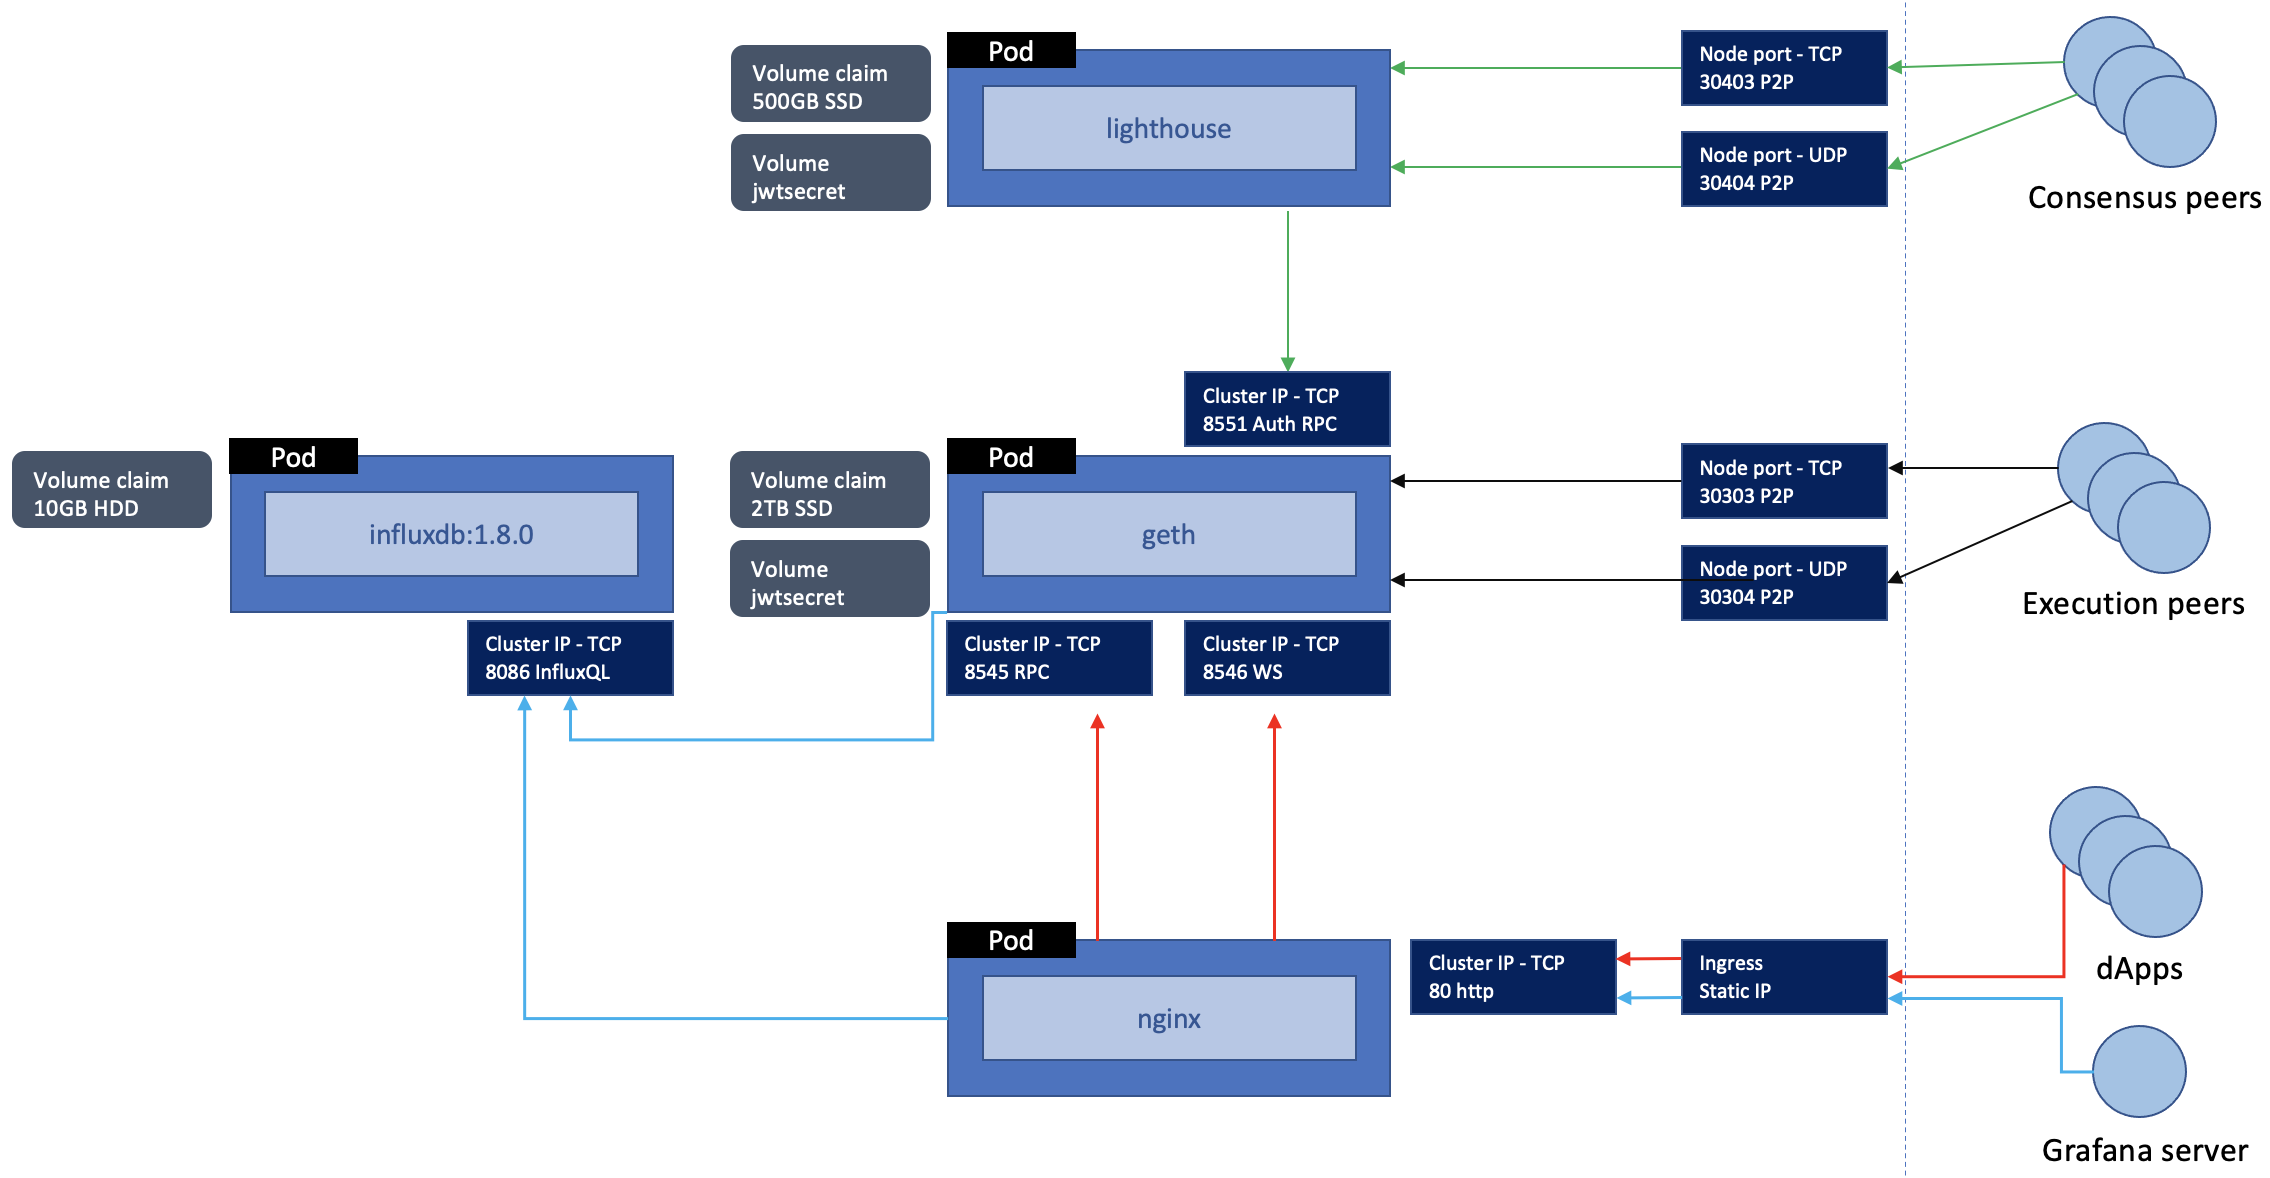 Pod
Volume claim
500GB SSD
Volume
jwtsecret
lighthouse
Node port - TCP
30403 P2P
Node port - UDP
30404 P2P
Consensus peers
Cluster IP - TCP
8551 Auth RPC
Volume claim
10GB HDD
Pod
influxdb:1.8.0
Cluster IP - TCP
8086 InfluxQL
Volume claim
2TB SSD
Volume
jwtsecret
Pod
geth
Cluster IP - TCP
8545 RPC
Cluster IP - TCP
8546 WS
Node port - TCP
30303 P2P
Node port - UDP
30304 P2P
Execution peers
Pod
nginx
Cluster IP - TCP
80 http
Ingress
Static IP
dApps
Grafana server